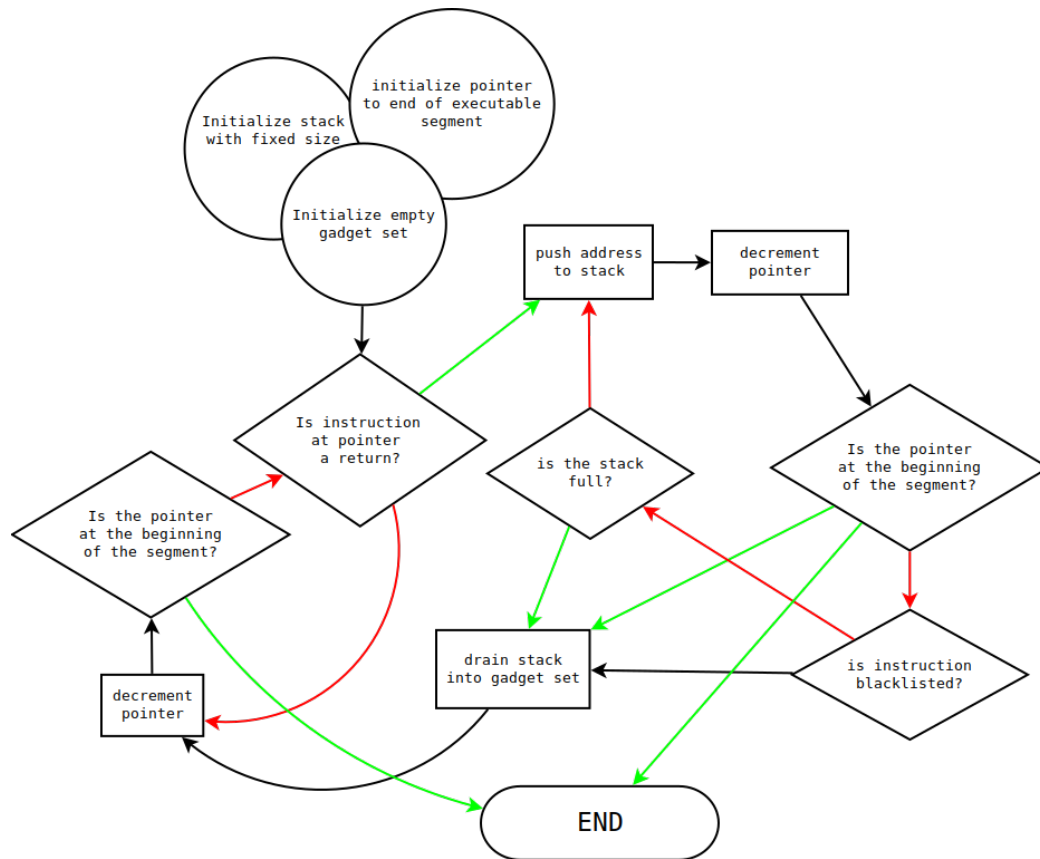 initialize pointer
to end of executable
segment
Initialize stack
with fixed size
Initialize empty
gadget set
push address
to stack
decrement
pointer
Is instruction
at pointer
a return?
is the stack
full?
Is the pointer
at the beginning
of the segment?
Is the pointer
at the beginning
of the segment?
drain stack
into gadget set
is instruction
blacklisted?
decrement
pointer
END